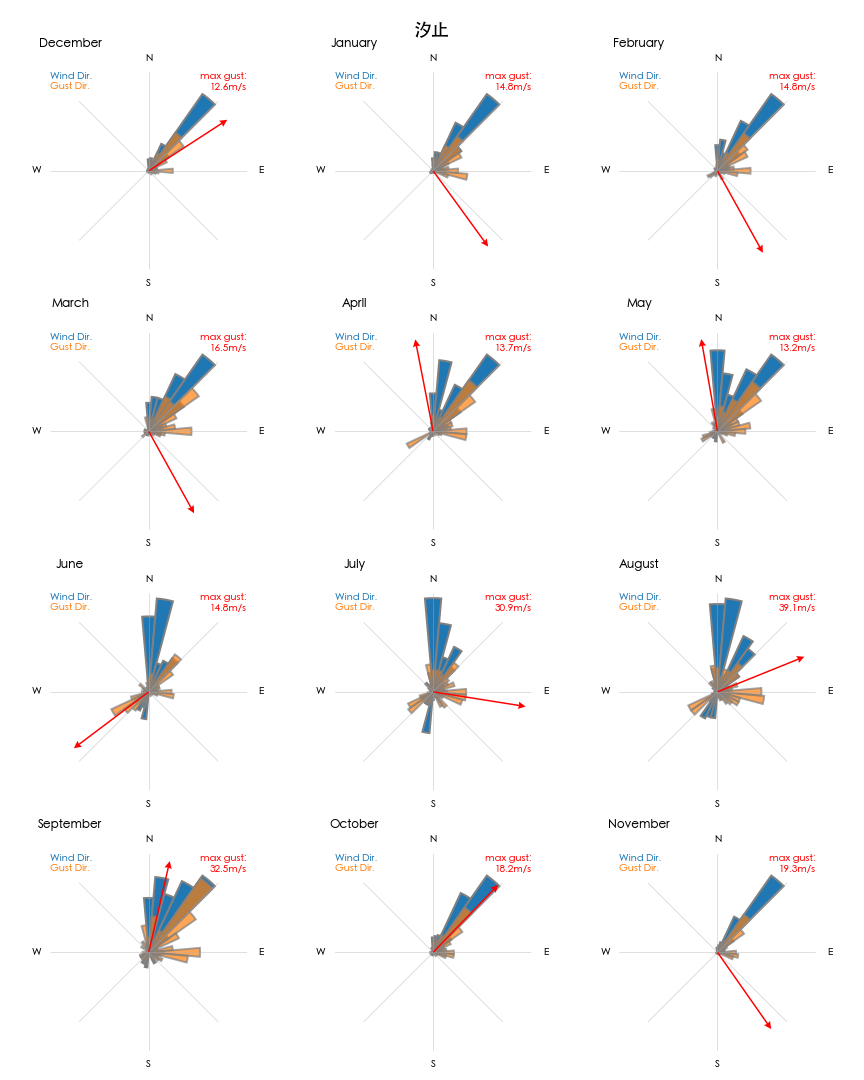 汐止
December
N
Wind Dir.
Gust Dir.
max gust:
12.6m/s
W
E
S
January
N
Wind Dir.
Gust Dir.
max gust:
14.8m/s
W
E
S
February
N
Wind Dir.
Gust Dir.
max gust:
14.8m/s
W
E
S
March
N
Wind Dir.
Gust Dir.
max gust:
16.5m/s
W
E
S
April
N
Wind Dir.
Gust Dir.
max gust:
13.7m/s
W
E
S
May
N
Wind Dir.
Gust Dir.
max gust:
13.2m/s
W
E
S
June
N
Wind Dir.
Gust Dir.
max gust:
14.8m/s
W
E
S
July
N
Wind Dir.
Gust Dir.
max gust:
30.9m/s
W
E
S
August
N
Wind Dir.
Gust Dir.
max gust:
39.1m/s
W
E
S
September
N
Wind Dir.
Gust Dir.
max gust:
32.5m/s
W
E
S
October
N
Wind Dir.
Gust Dir.
max gust:
18.2m/s
W
E
S
November
N
Wind Dir.
Gust Dir.
max gust:
19.3m/s
W
E
S